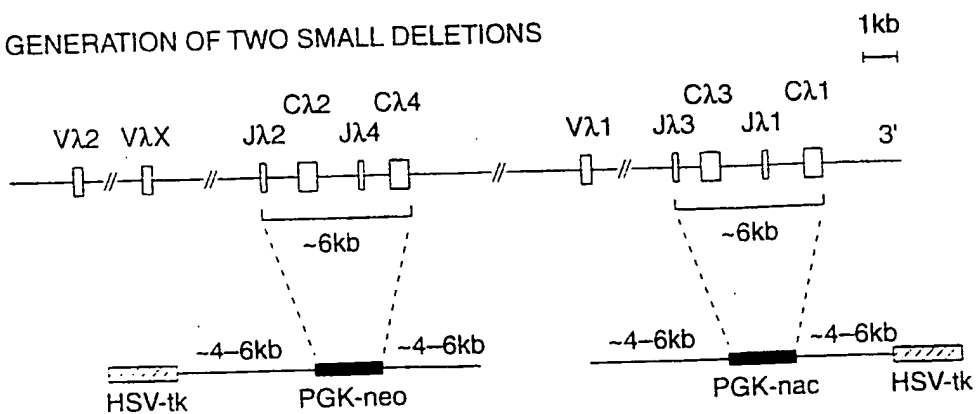 GENERATION OF TWO SMALL DELETIONS
1kb
Vλ2 VλX Jλ2 Cλ2 Jλ4 Cλ4 Vλ1 Jλ3 Cλ3 Jλ1 Cλ1 3'
~6kb ~6kb
~4–6kb ~4–6kb ~4–6kb ~4–6kb
HSV-tk PGK-neo PGK-nac HSV-tk